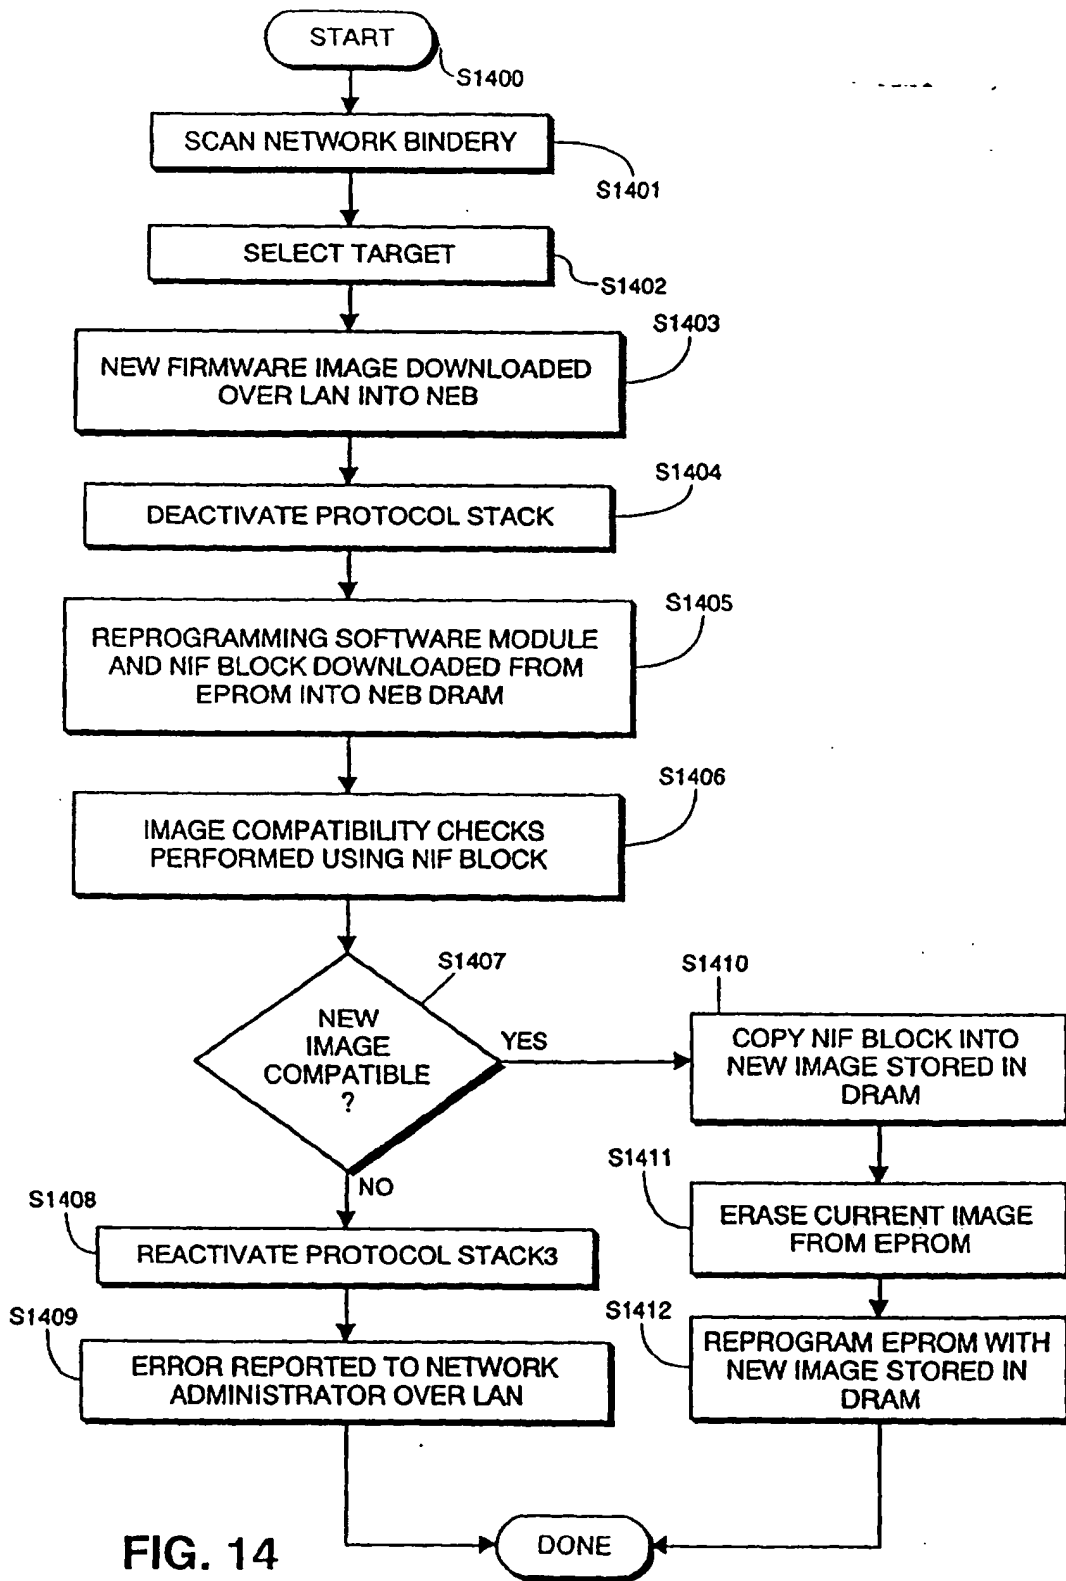 START
S1400
SCAN NETWORK BINDERY
S1401
SELECT TARGET
S1402
S1403
NEW FIRMWARE IMAGE DOWNLOADED
OVER LAN INTO NEB
S1404
DEACTIVATE PROTOCOL STACK
S1405
REPROGRAMMING SOFTWARE MODULE
AND NIF BLOCK DOWNLOADED FROM
EPROM INTO NEB DRAM
S1406
IMAGE COMPATIBILITY CHECKS
PERFORMED USING NIF BLOCK
S1407
NEW
IMAGE
COMPATIBLE
?
YES
NO
S1410
COPY NIF BLOCK INTO
NEW IMAGE STORED IN
DRAM
S1411
ERASE CURRENT IMAGE
FROM EPROM
S1412
REPROGRAM EPROM WITH
NEW IMAGE STORED IN
DRAM
S1408
REACTIVATE PROTOCOL STACK3
S1409
ERROR REPORTED TO NETWORK
ADMINISTRATOR OVER LAN
DONE
FIG. 14